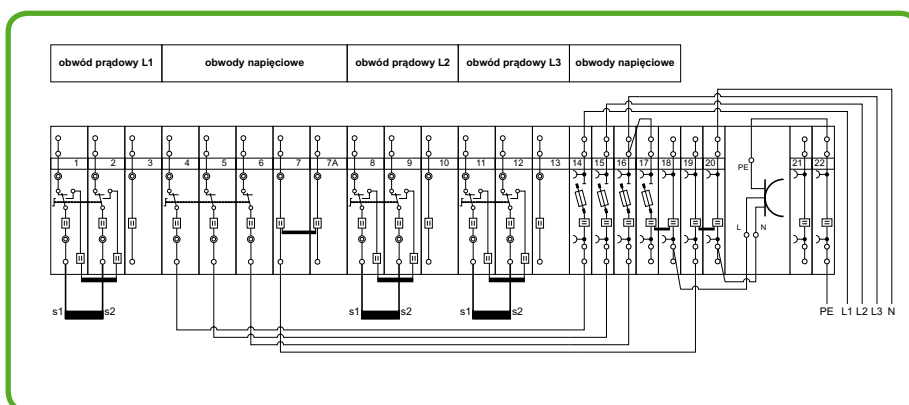 obwód prądowy L1 obwody napięciowe obwód prądowy L2 obwód prądowy L3 obwody napięciowe
1 2 3 4 5 6 7 7A 8 9 10 11 12 13 14 15 16 17 18 19 20 21 22
PE
L N
s1 s2 s1 s2 s1 s2 PE L1 L2 L3 N